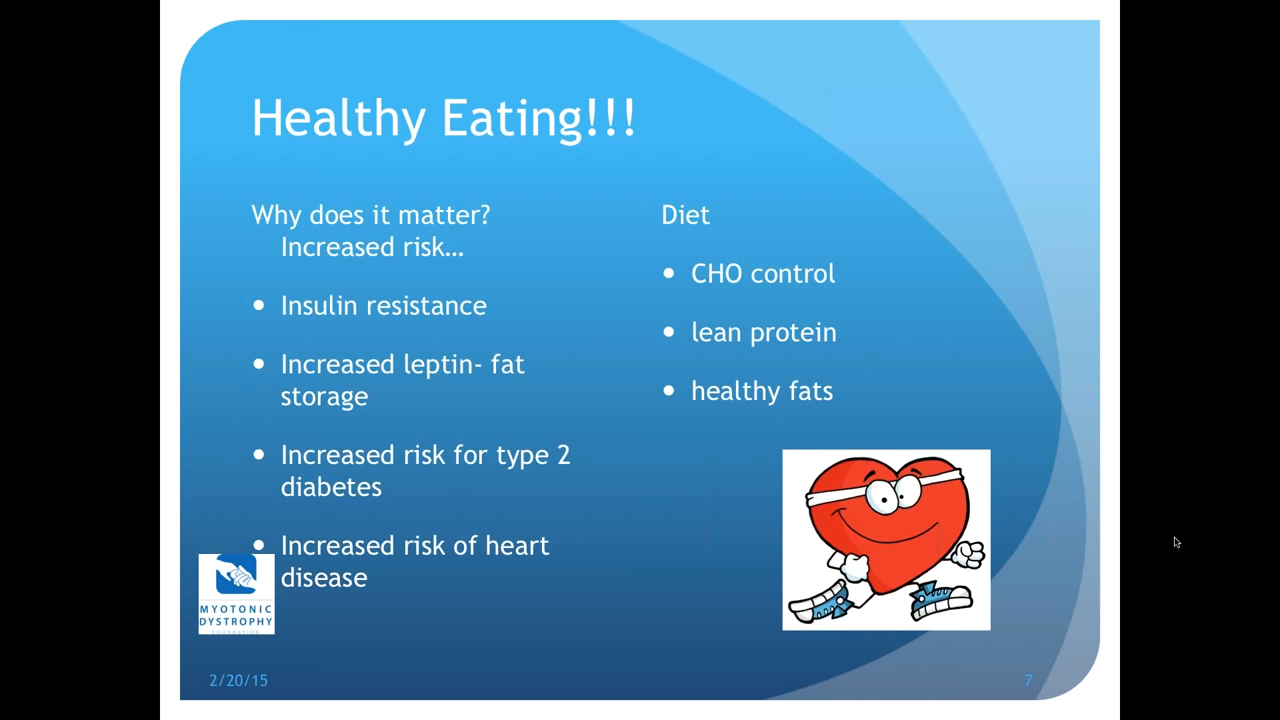 Healthy Eating!!!
Why does it matter?
Increased risk…
• Insulin resistance
• Increased leptin- fat
storage
• Increased risk for type 2
diabetes
• Increased risk of heart
disease
Diet
• CHO control
• lean protein
• healthy fats
MYOTONIC
DYSTROPHY
FOUNDATION
2/20/15
7